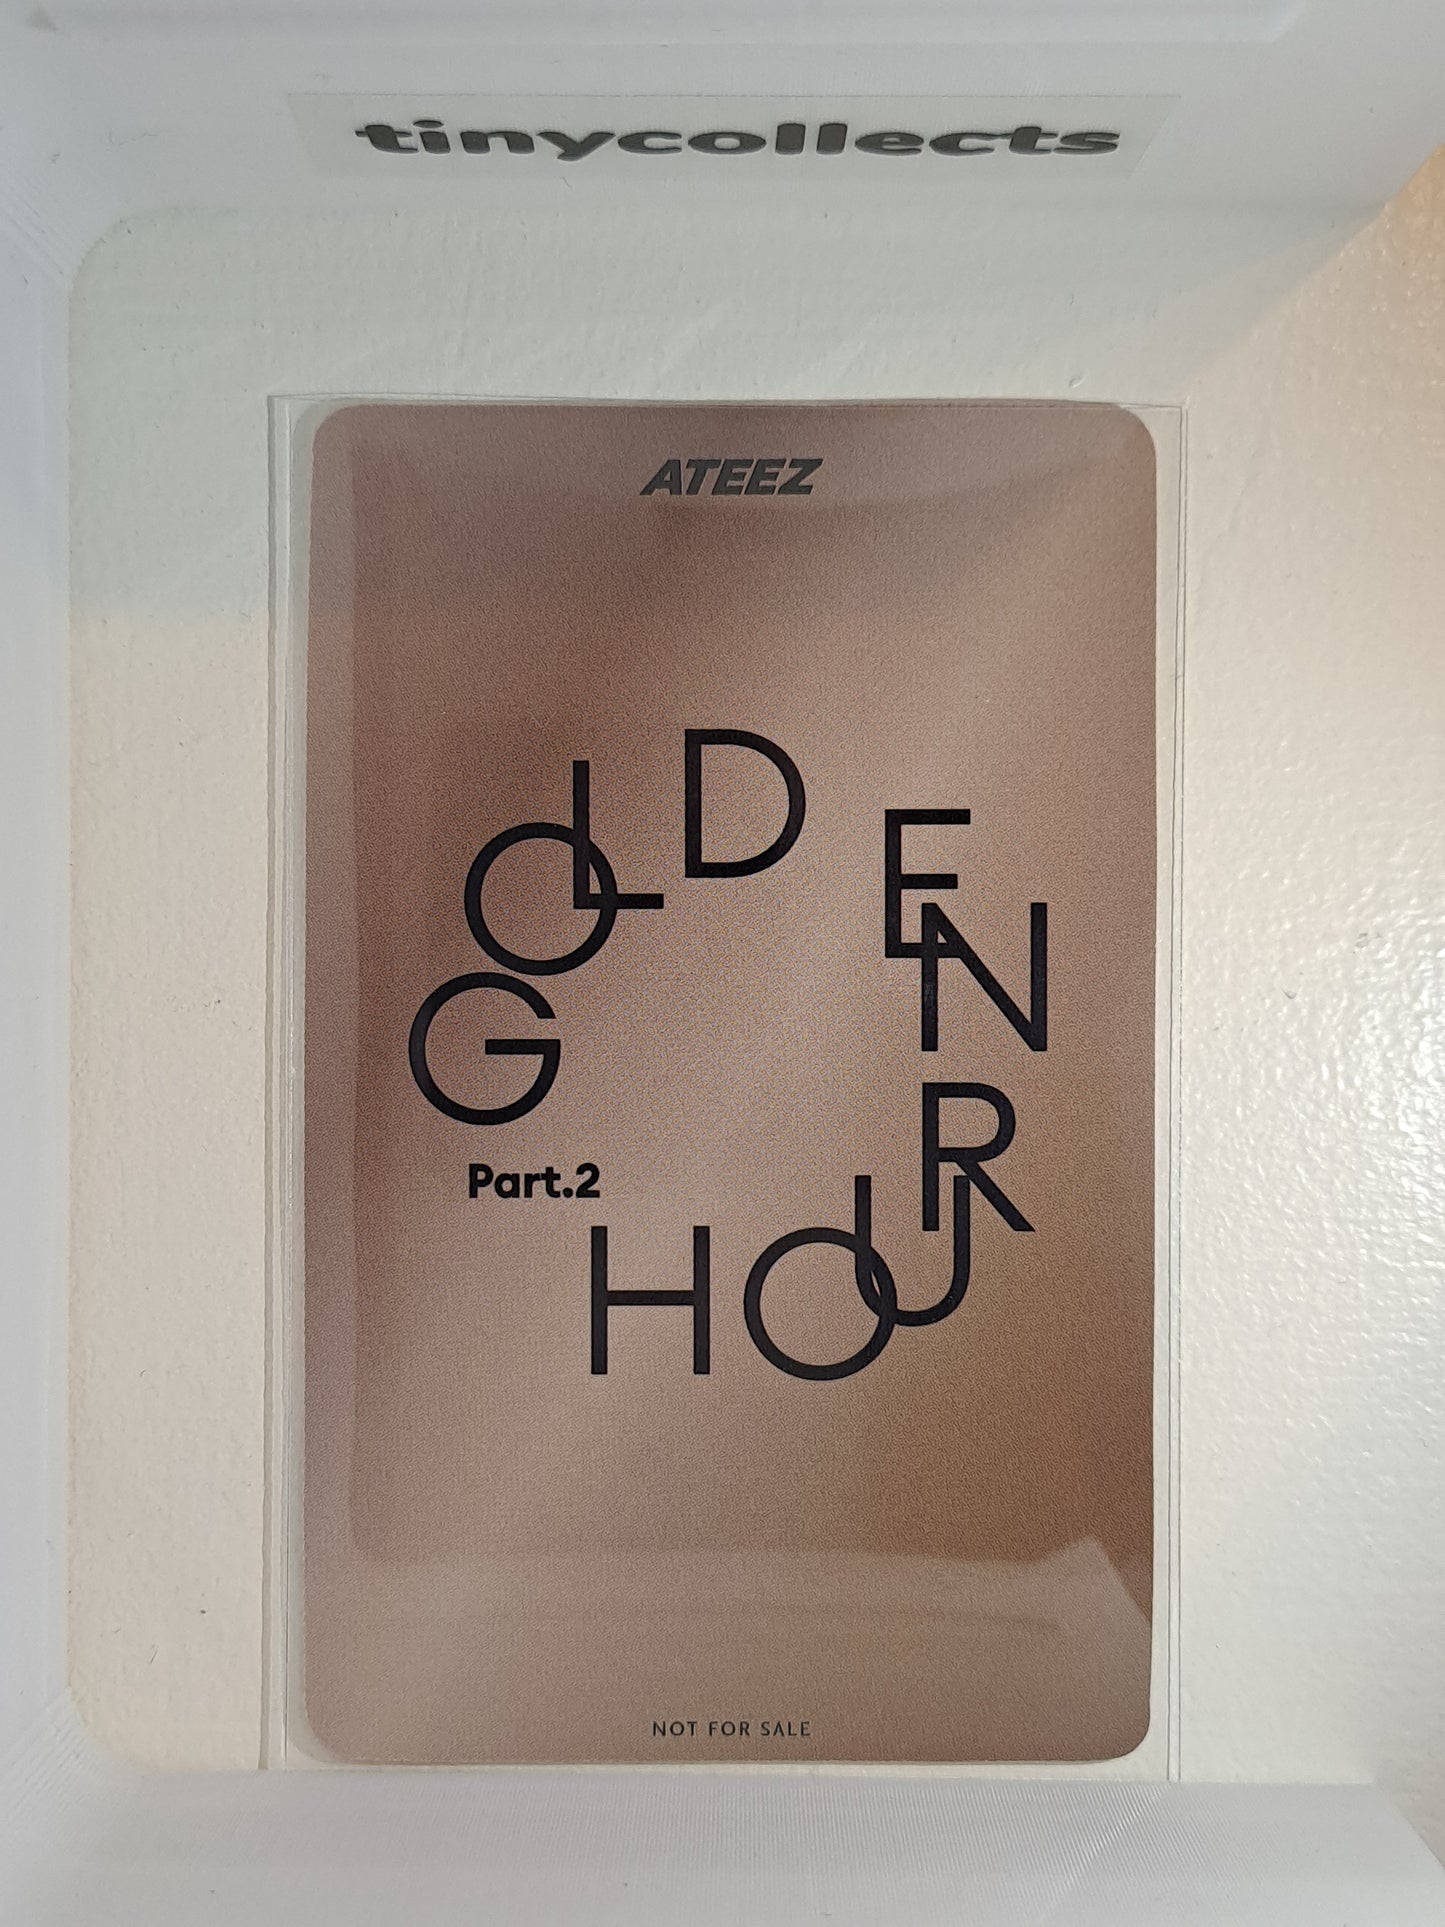 tinycollects
ATEEZ
GOLDEN
HOUR
Part.2
NOT FOR SALE